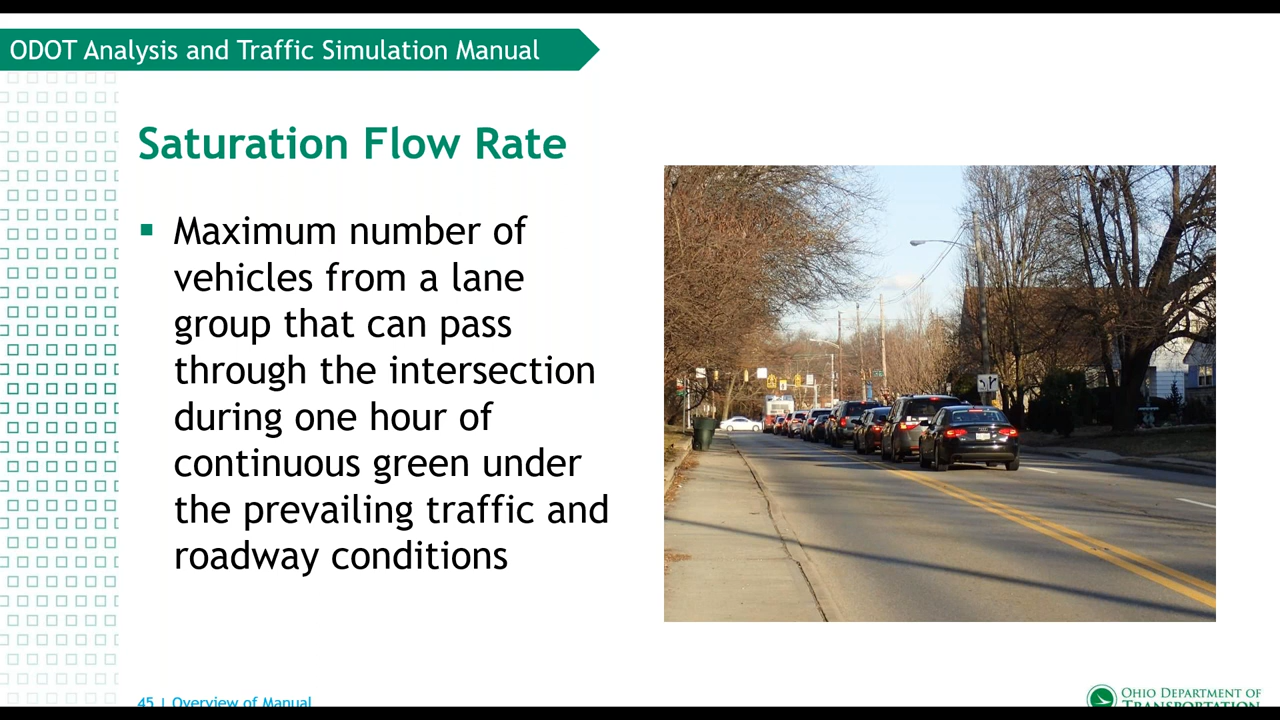 ODOT Analysis and Traffic Simulation Manual
Saturation Flow Rate
Maximum number of
vehicles from a lane
group that can pass
through the intersection
during one hour of
continuous green under
the prevailing traffic and
roadway conditions
45 | Overview of Manual
OHIO DEPARTMENT OF
TRANSPORTATION